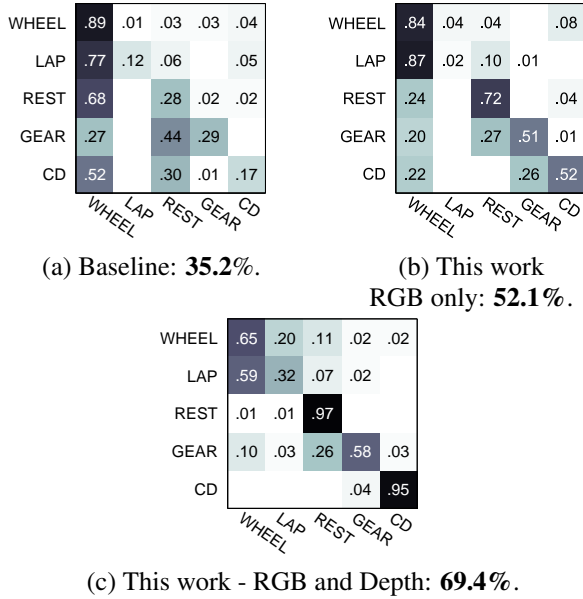 WHEEL .89 .01 .03 .03 .04
LAP .77 .12 .06 .05
REST .68 .28 .02 .02
GEAR .27 .44 .29
CD .52 .30 .01 .17
WHEEL LAP REST GEAR CD
(a) Baseline: 35.2%.
WHEEL .84 .04 .04 .08
LAP .87 .02 .10 .01
REST .24 .72 .04
GEAR .20 .27 .51 .01
CD .22 .26 .52
WHEEL LAP REST GEAR CD
(b) This work
RGB only: 52.1%.
WHEEL .65 .20 .11 .02 .02
LAP .59 .32 .07 .02
REST .01 .01 .97
GEAR .10 .03 .26 .58 .03
CD .04 .95
WHEEL LAP REST GEAR CD
(c) This work - RGB and Depth: 69.4%.